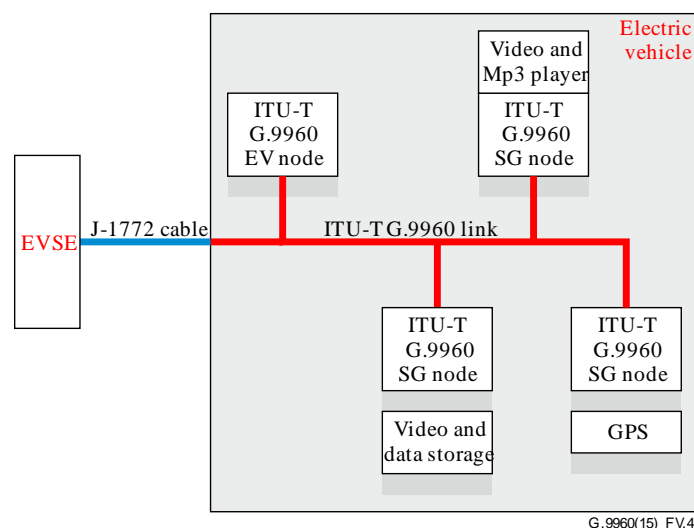 Electric
vehicle
Video and
Mp3 player
ITU-T
G.9960
EV node
ITU-T
G.9960
SG node
EVSE
J-1772 cable
ITU-T G.9960 link
ITU-T
G.9960
SG node
ITU-T
G.9960
SG node
Video and
data storage
GPS
G.9960(15)_FV.4